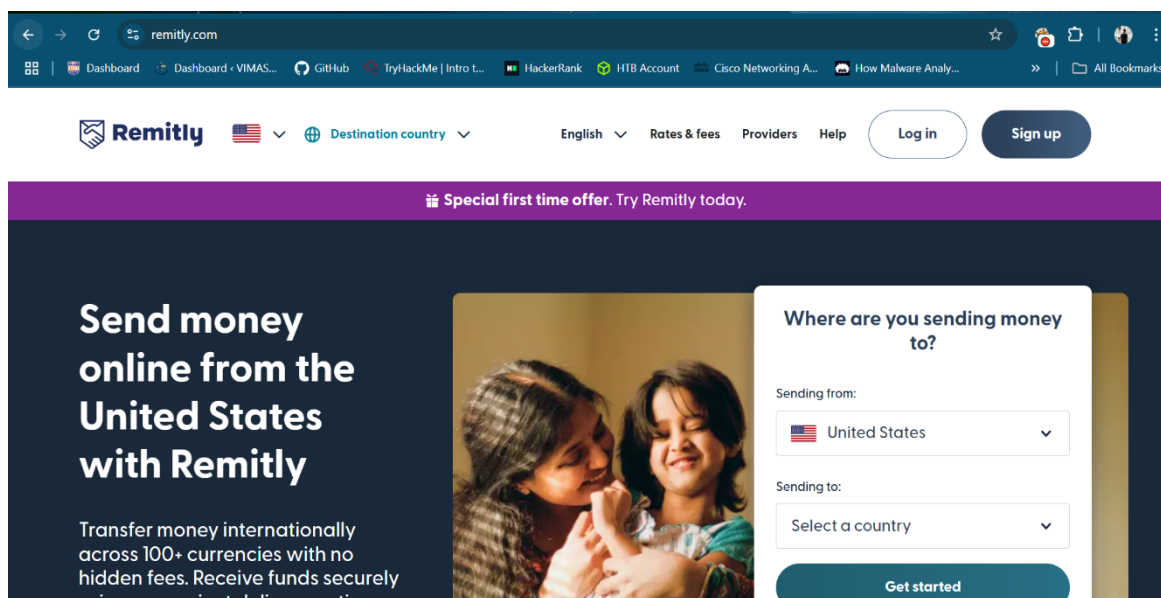 remitly.com
Dashboard Dashboard ‹ VIMAS... GitHub TryHackMe | Intro t... HackerRank HTB Account Cisco Networking A... How Malware Analy... » All Bookmarks
Remitly Destination country English Rates & fees Providers Help Log in Sign up
Special first time offer. Try Remitly today.
Send money
online from the
United States
with Remitly
Transfer money internationally
across 100+ currencies with no
hidden fees. Receive funds securely
Where are you sending money
to?
Sending from:
United States
Sending to:
Select a country
Get started